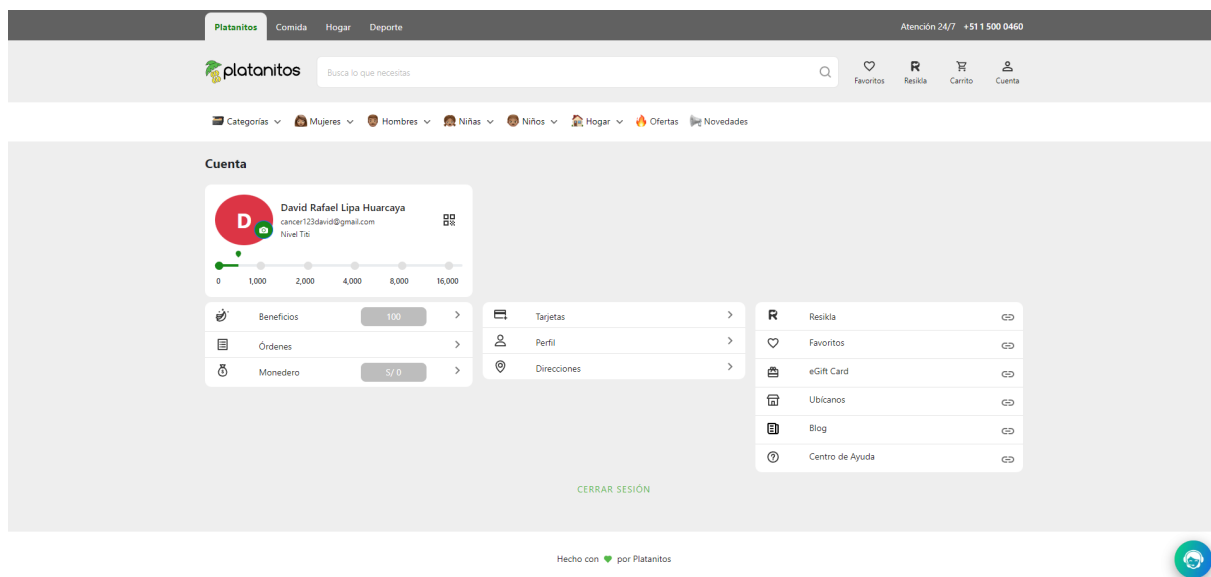 Platanitos Comida Hogar Deporte Atención 24/7 +51 1 500 0460
platanitos Busca lo que necesitas Favoritos Resikla Carrito Cuenta
Categorías Mujeres Hombres Niñas Niños Hogar Ofertas Novedades
Cuenta
D
David Rafael Lipa Huarcaya
cancer123david@gmail.com
Nivel Titi
0 1,000 2,000 4,000 8,000 16,000
Beneficios 100
Órdenes
Monedero S/ 0
Tarjetas
Perfil
Direcciones
Resikla
Favoritos
eGift Card
Ubícanos
Blog
Centro de Ayuda
CERRAR SESIÓN
Hecho con por Platanitos